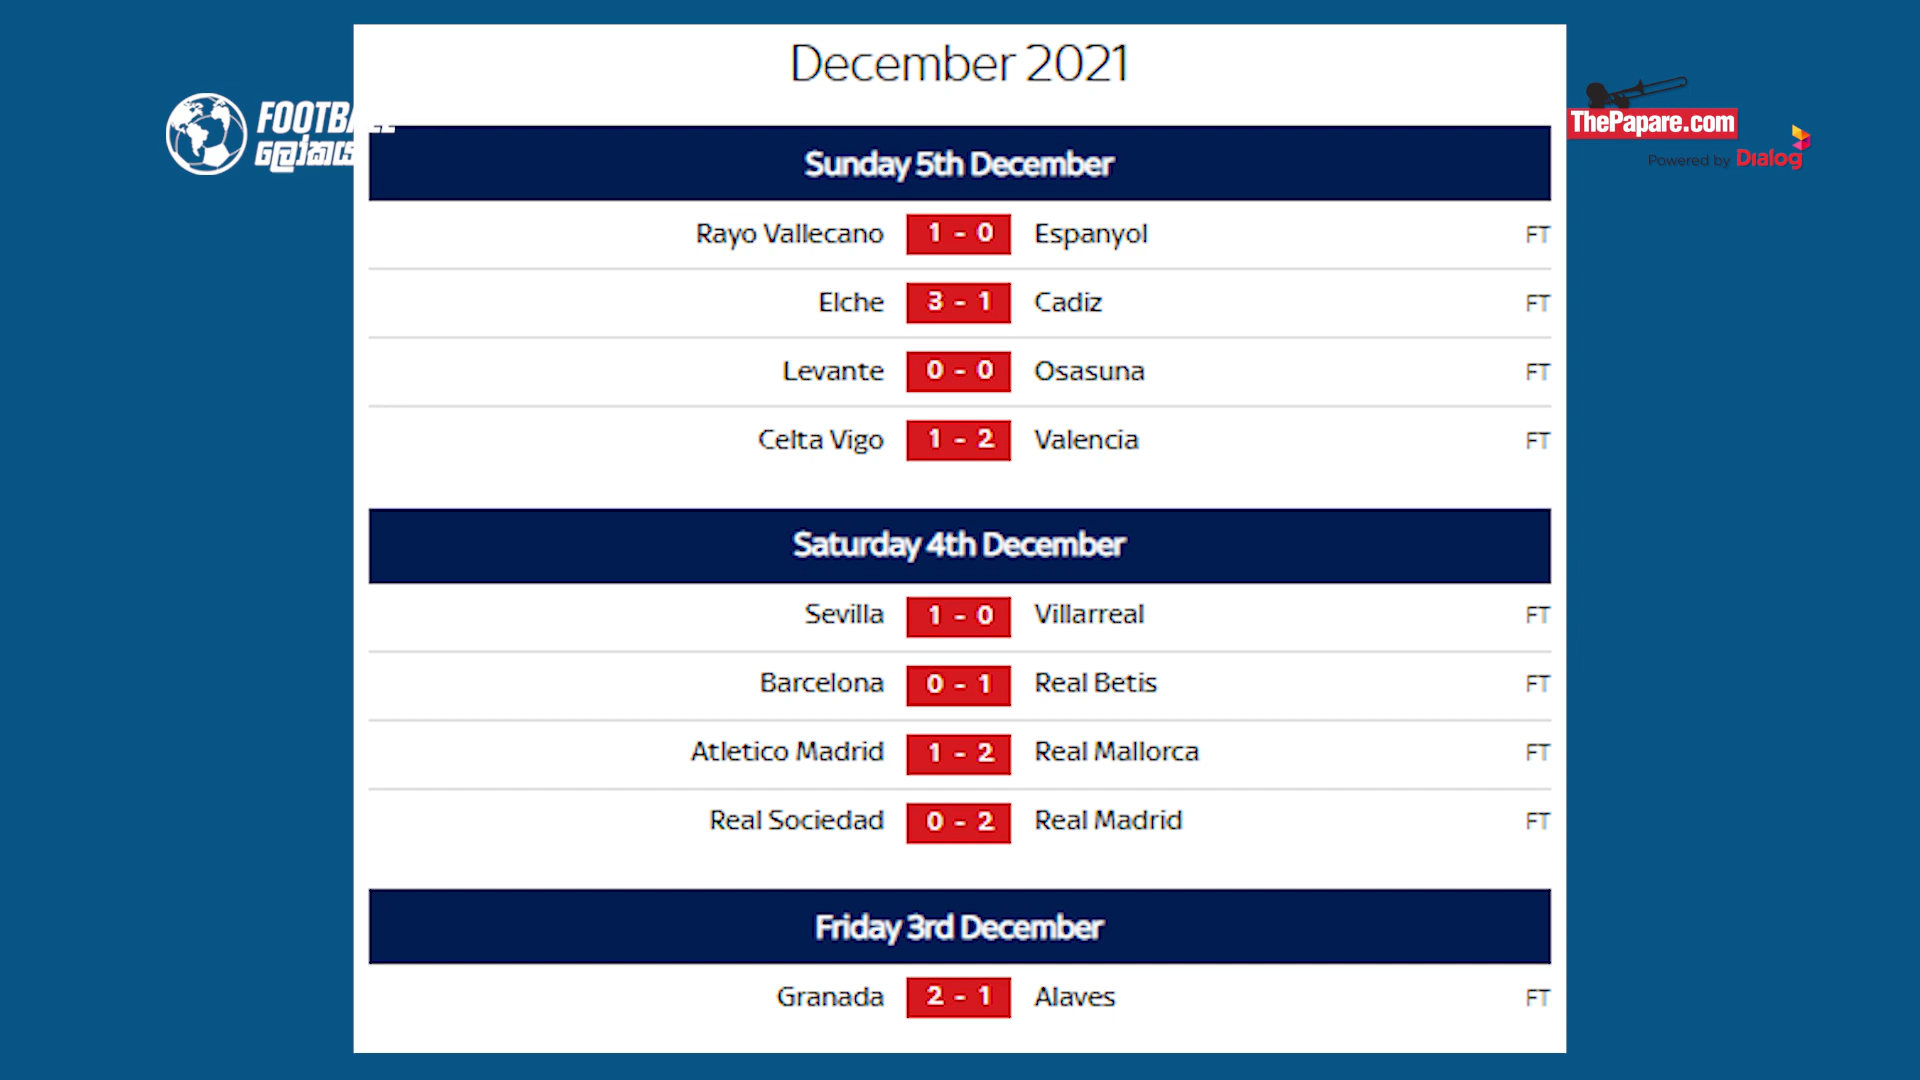 December 2021
FOOTBALL
ලෝකය
ThePapare.com
Powered by Dialog
Sunday 5th December
Rayo Vallecano 1 - 0 Espanyol FT
Elche 3 - 1 Cadiz FT
Levante 0 - 0 Osasuna FT
Celta Vigo 1 - 2 Valencia FT
Saturday 4th December
Sevilla 1 - 0 Villarreal FT
Barcelona 0 - 1 Real Betis FT
Atletico Madrid 1 - 2 Real Mallorca FT
Real Sociedad 0 - 2 Real Madrid FT
Friday 3rd December
Granada 2 - 1 Alaves FT